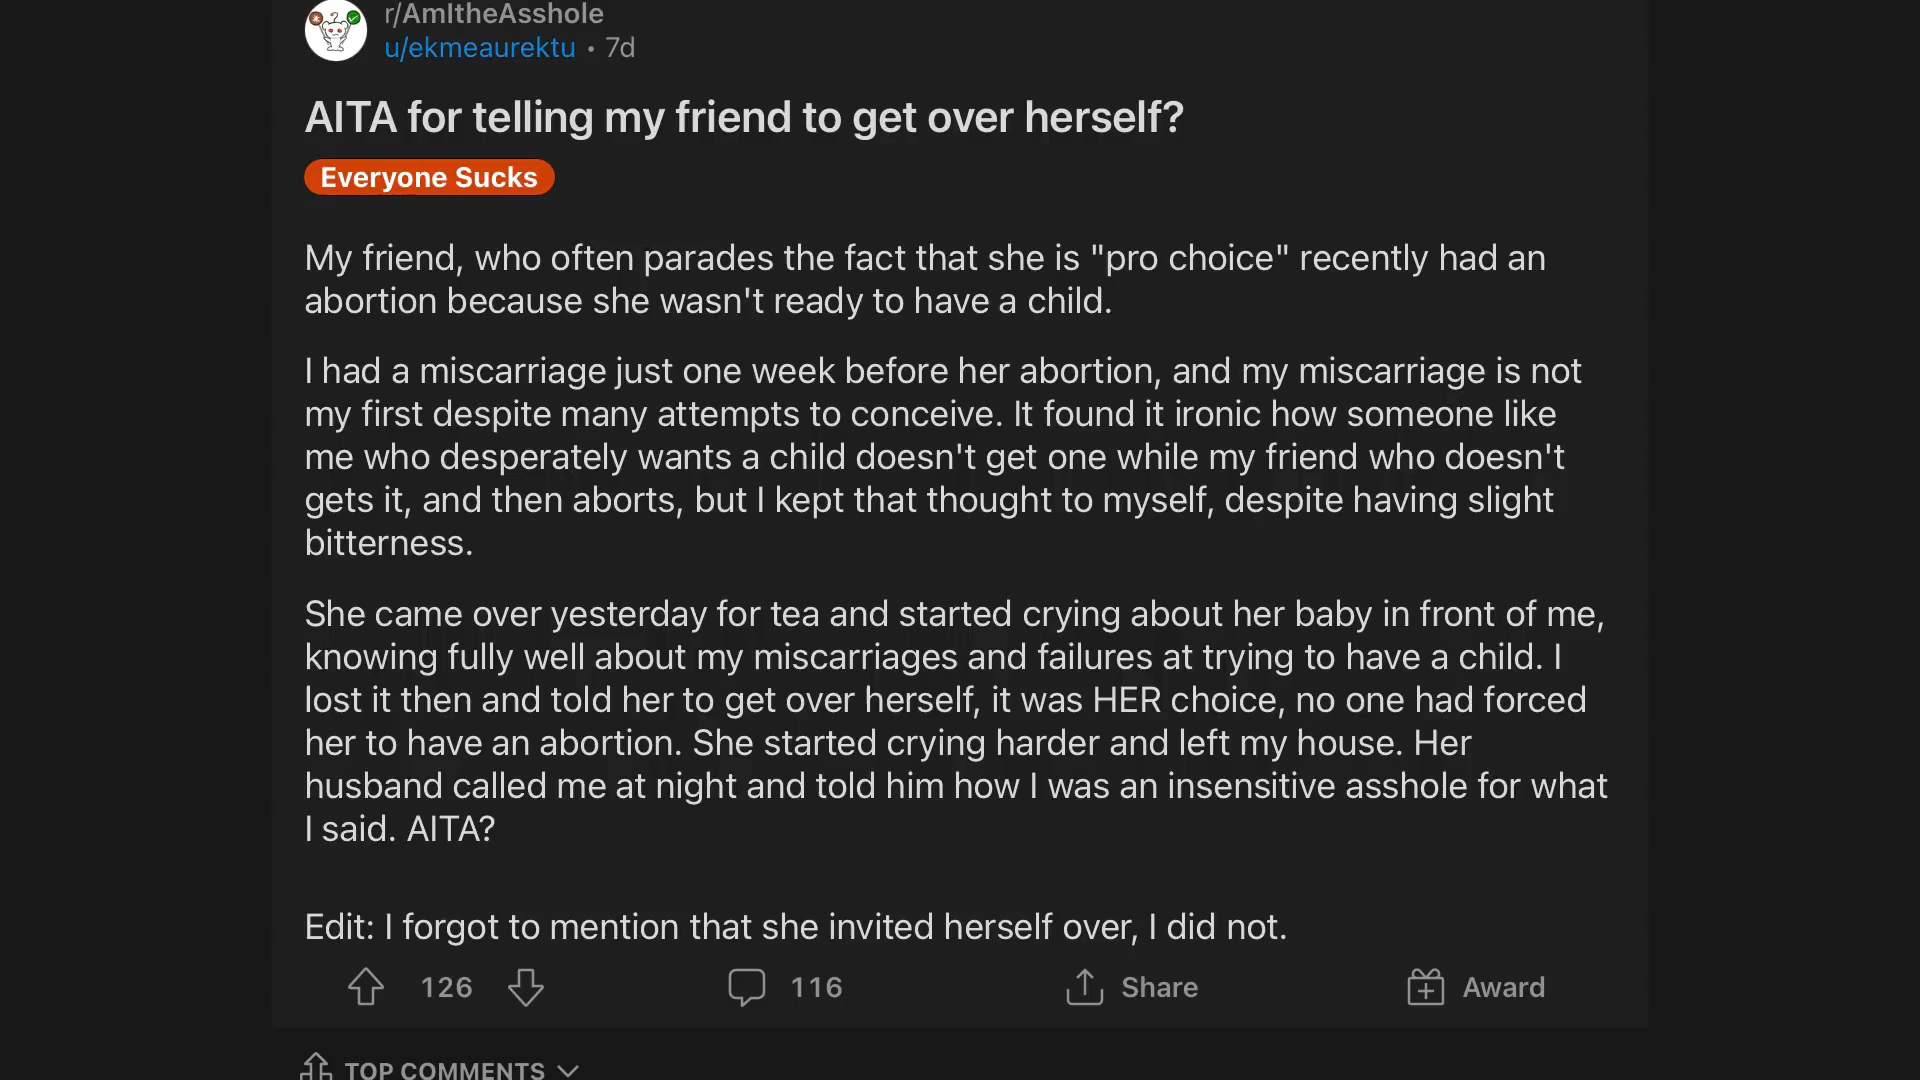 r/AmItheAsshole
u/ekmeaurektu • 7d
AITA for telling my friend to get over herself?
Everyone Sucks
My friend, who often parades the fact that she is "pro choice" recently had an
abortion because she wasn't ready to have a child.
I had a miscarriage just one week before her abortion, and my miscarriage is not
my first despite many attempts to conceive. It found it ironic how someone like
me who desperately wants a child doesn't get one while my friend who doesn't
gets it, and then aborts, but I kept that thought to myself, despite having slight
bitterness.
She came over yesterday for tea and started crying about her baby in front of me,
knowing fully well about my miscarriages and failures at trying to have a child. I
lost it then and told her to get over herself, it was HER choice, no one had forced
her to have an abortion. She started crying harder and left my house. Her
husband called me at night and told him how I was an insensitive asshole for what
I said. AITA?
Edit: I forgot to mention that she invited herself over, I did not.
126 116 Share Award
TOP COMMENTS